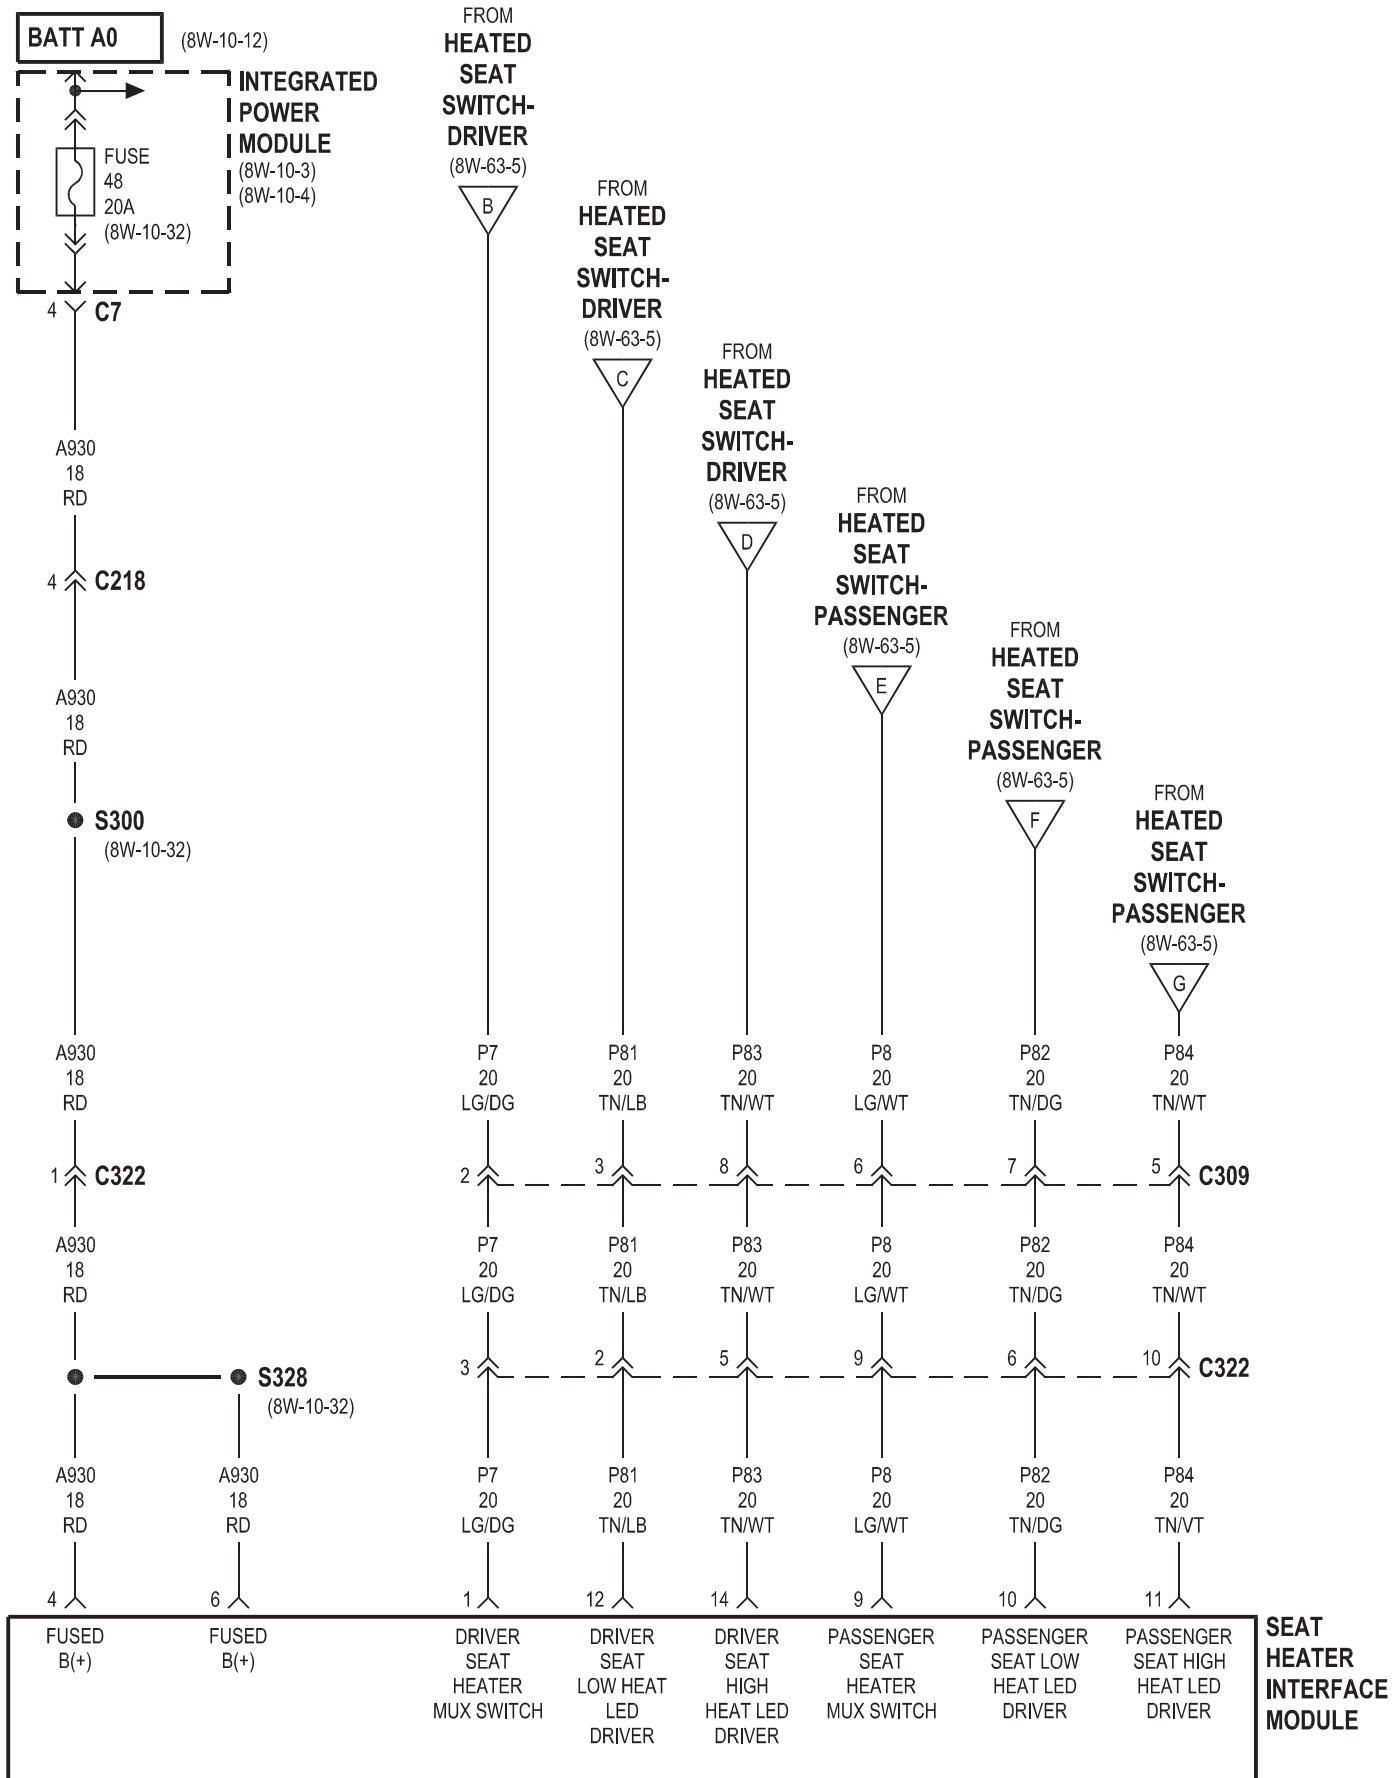 BATT A0
(8W-10-12)
INTEGRATED
POWER
MODULE
(8W-10-3)
(8W-10-4)
FUSE
48
20A
(8W-10-32)
4
C7
A930
18
RD
4
C218
A930
18
RD
S300
(8W-10-32)
A930
18
RD
1
C322
A930
18
RD
S328
(8W-10-32)
A930
18
RD
A930
18
RD
4
6
FUSED
B(+)
FUSED
B(+)
FROM
HEATED
SEAT
SWITCH-
DRIVER
(8W-63-5)
B
FROM
HEATED
SEAT
SWITCH-
DRIVER
(8W-63-5)
C
FROM
HEATED
SEAT
SWITCH-
DRIVER
(8W-63-5)
D
FROM
HEATED
SEAT
SWITCH-
PASSENGER
(8W-63-5)
E
FROM
HEATED
SEAT
SWITCH-
PASSENGER
(8W-63-5)
F
FROM
HEATED
SEAT
SWITCH-
PASSENGER
(8W-63-5)
G
P7 P81 P83 P8 P82 P84
20 20 20 20 20 20
LG/DG TN/LB TN/WT LG/WT TN/DG TN/WT
2 3 8 6 7 5 C309
P7 P81 P83 P8 P82 P84
20 20 20 20 20 20
LG/DG TN/LB TN/WT LG/WT TN/DG TN/WT
3 2 5 9 6 10 C322
P7 P81 P83 P8 P82 P84
20 20 20 20 20 20
LG/DG TN/LB TN/WT LG/WT TN/DG TN/VT
1 12 14 9 10 11
DRIVER
SEAT
HEATER
MUX SWITCH
DRIVER
SEAT
LOW HEAT
LED
DRIVER
DRIVER
SEAT
HIGH
HEAT LED
DRIVER
PASSENGER
SEAT
HEATER
MUX SWITCH
PASSENGER
SEAT LOW
HEAT LED
DRIVER
PASSENGER
SEAT HIGH
HEAT LED
DRIVER
SEAT
HEATER
INTERFACE
MODULE